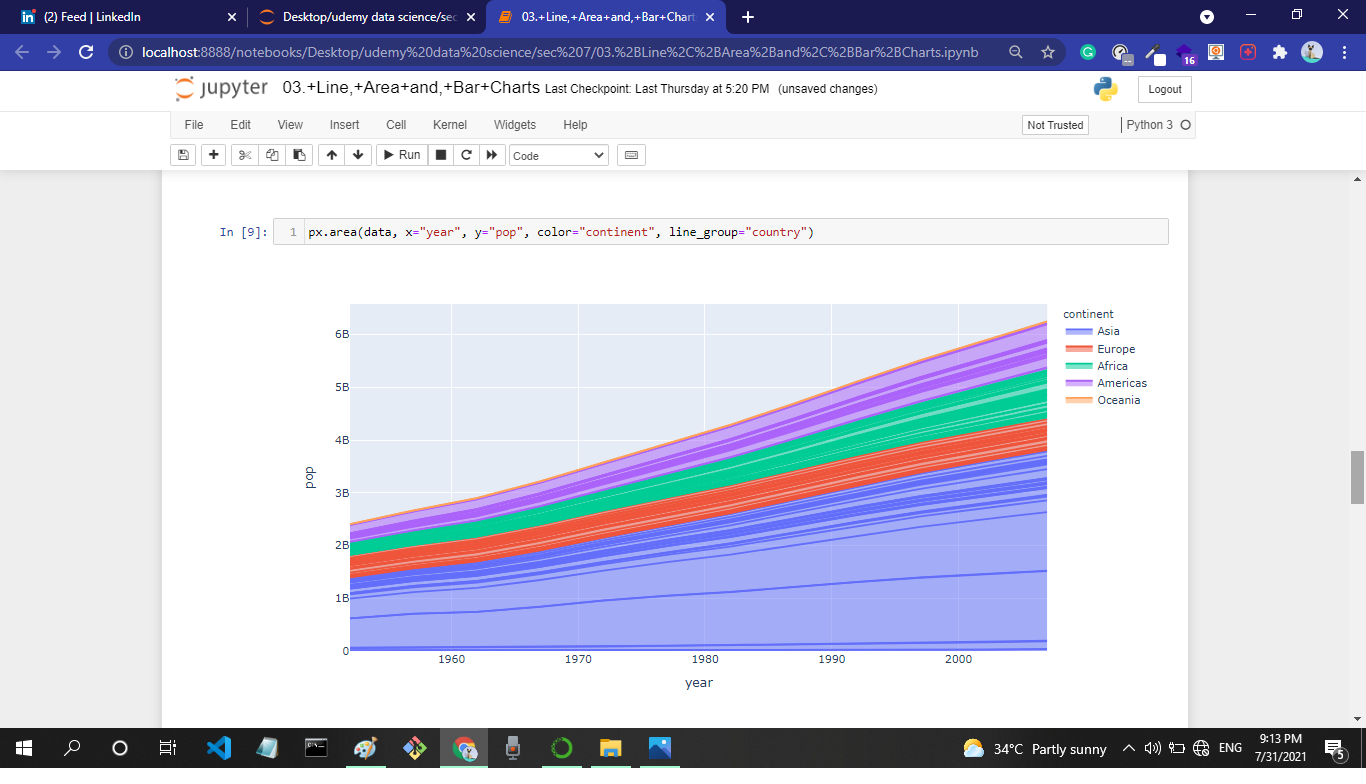 (2) Feed | LinkedIn
Desktop/udemy data science/sec
03.+Line,+Area+and,+Bar+Chart
localhost:8888/notebooks/Desktop/udemy%20data%20science/sec%207/03.%2BLine%2C%2BArea%2Band%2C%2BBar%2BCharts.ipynb
16
jupyter 03.+Line,+Area+and,+Bar+Charts Last Checkpoint: Last Thursday at 5:20 PM (unsaved changes)
Logout
File Edit View Insert Cell Kernel Widgets Help
Not Trusted
Python 3
Run
Code
In [9]:
1 px.area(data, x="year", y="pop", color="continent", line_group="country")
continent
Asia
Europe
Africa
Americas
Oceania
6B
5B
4B
3B
2B
1B
0
pop
1960 1970 1980 1990 2000
year
34°C Partly sunny
ENG
9:13 PM
7/31/2021
5